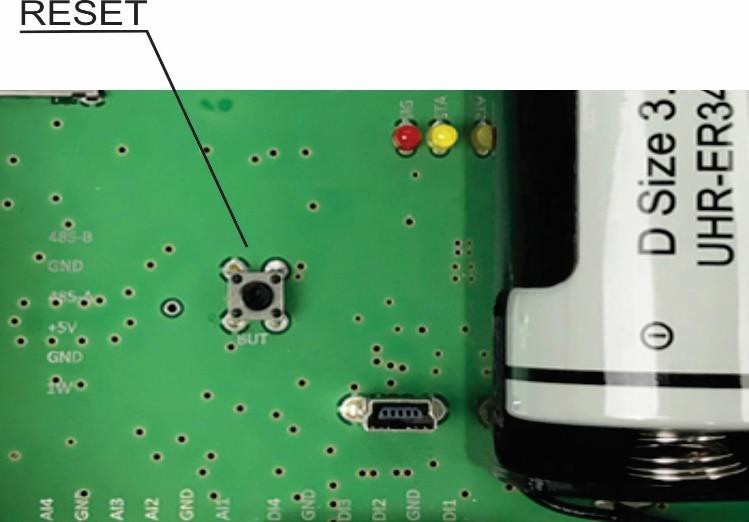 RESET
STA
D Size 3.
UHR-ER34
485-B
GND
485-A
+5V
GND
1W
BUT
AI4
GND
AI3
AI2
GND
AI1
DI4
GND
DI3
DI2
GND
DI1